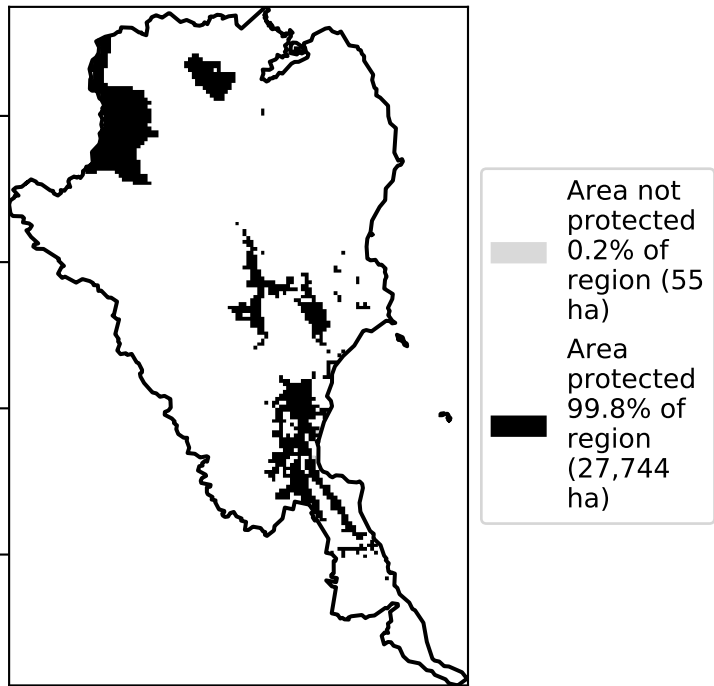 Area not
protected
0.2% of
region (55
ha)
Area
protected
99.8% of
region
(27,744
ha)